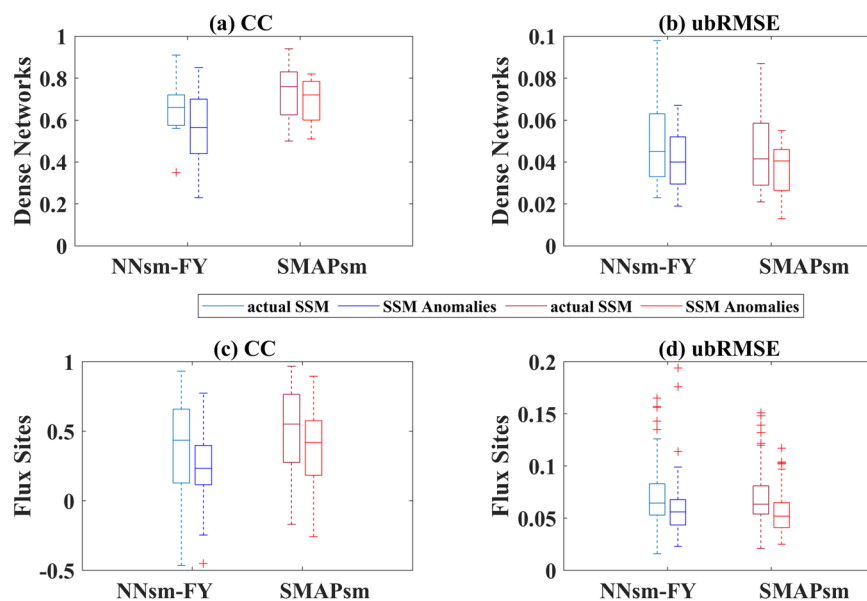 (a) CC
(b) ubRMSE
Dense Networks
1
0.8
0.6
0.4
0.2
0
NNsm-FY SMAPsm
Dense Networks
0.1
0.08
0.06
0.04
0.02
0
NNsm-FY SMAPsm
actual SSM SSM Anomalies actual SSM SSM Anomalies
(c) CC
(d) ubRMSE
Flux Sites
1
0.5
0
-0.5
NNsm-FY SMAPsm
Flux Sites
0.2
0.15
0.1
0.05
0
NNsm-FY SMAPsm